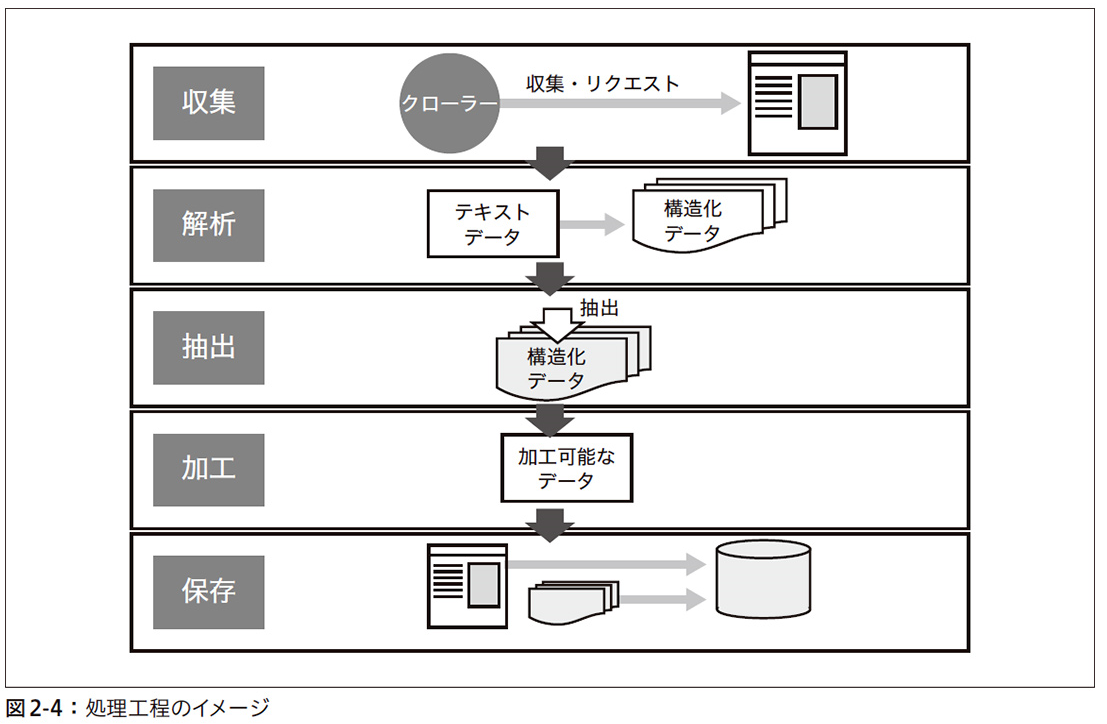 収集
クローラー
収集・リクエスト
解析
テキスト
データ
構造化
データ
抽出
抽出
構造化
データ
加工
加工可能な
データ
保存
図2-4：処理工程のイメージ